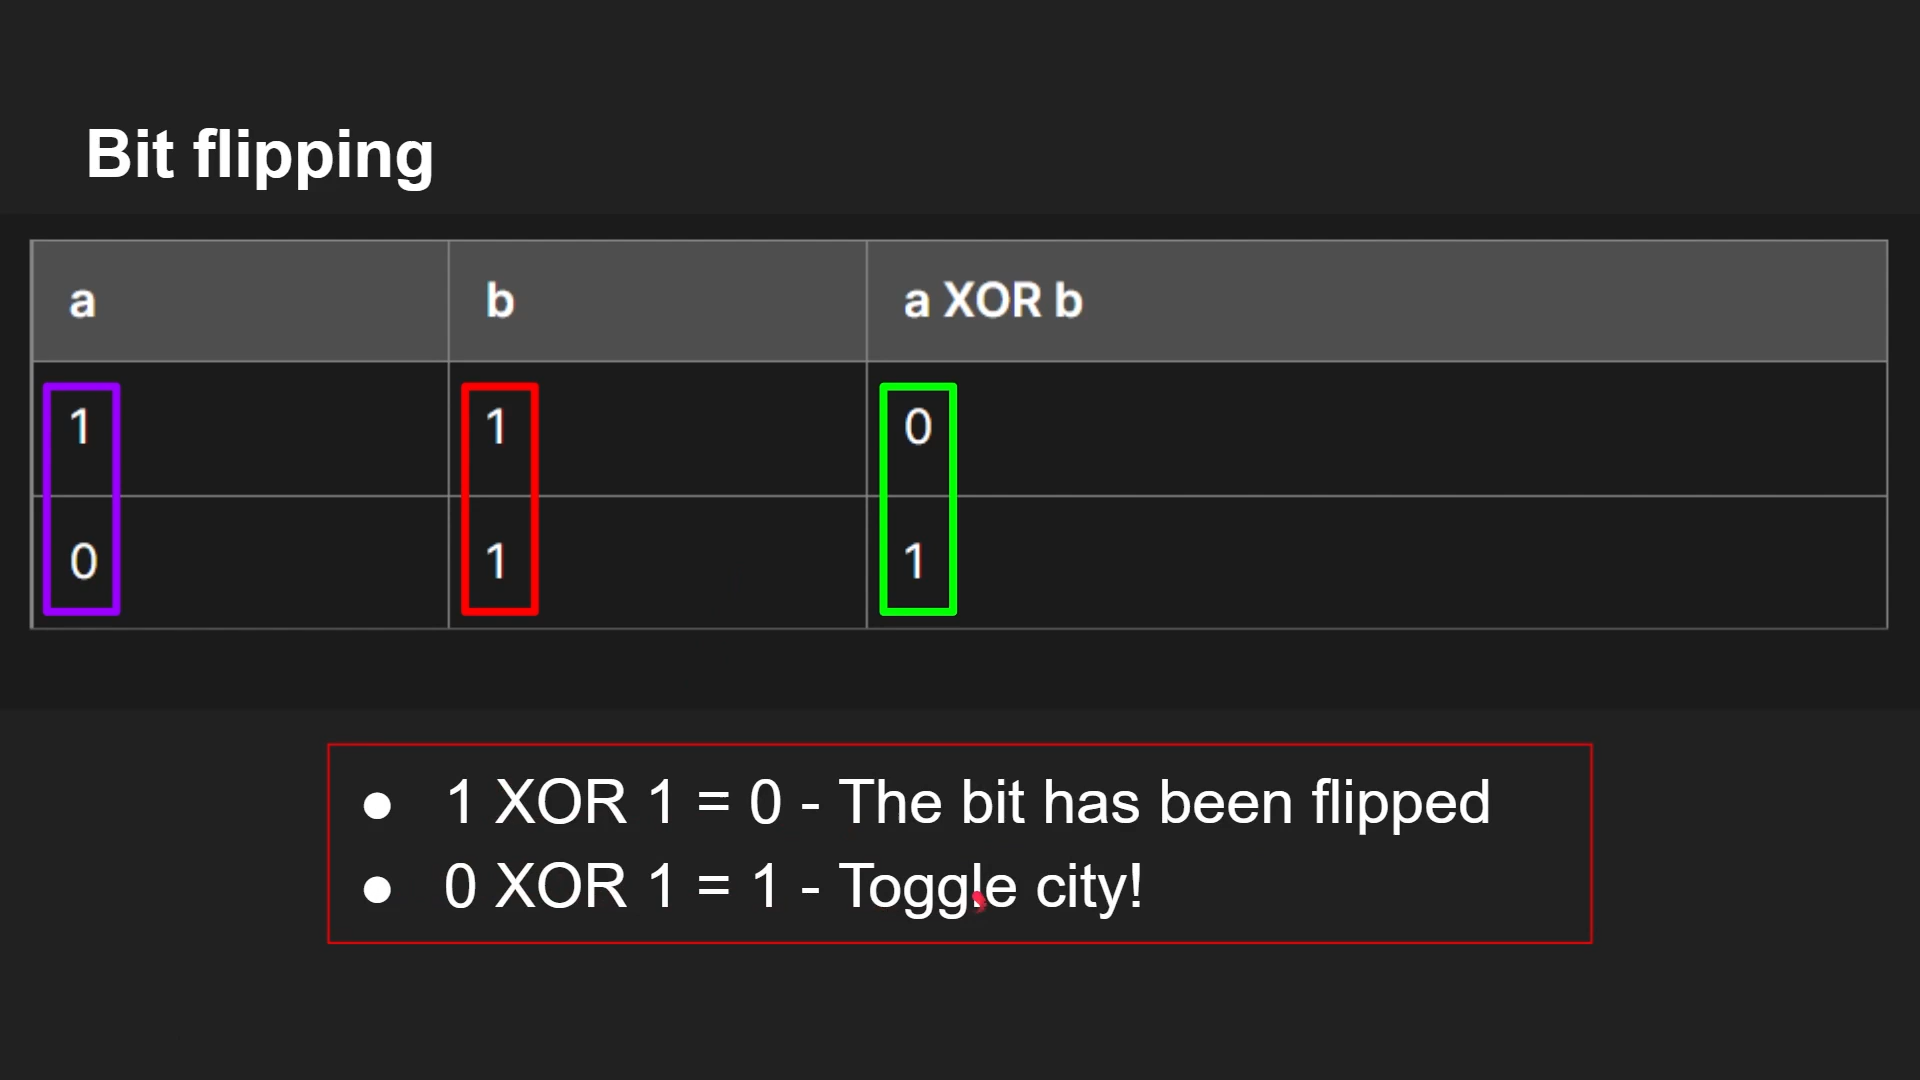 Bit flipping
a b a XOR b
1 1 0
0 1 1
● 1 XOR 1 = 0 - The bit has been flipped
● 0 XOR 1 = 1 - Toggle city!